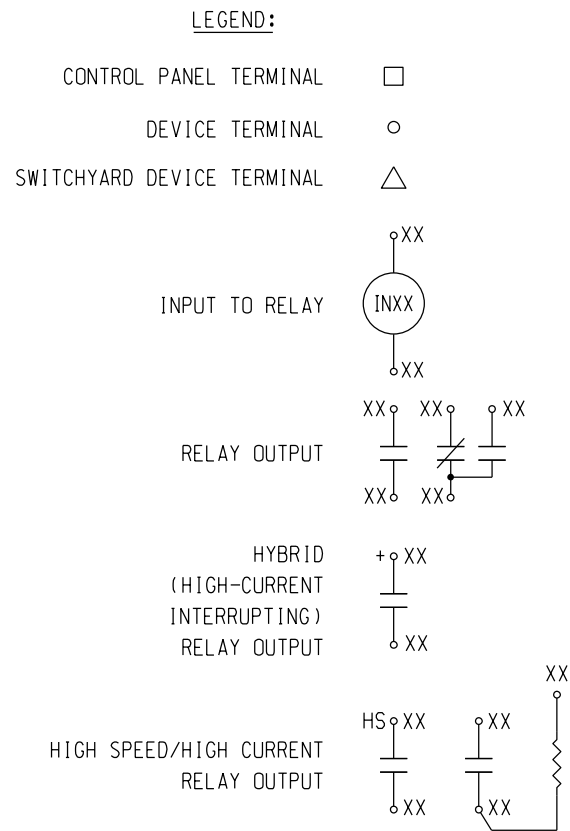 LEGEND:
CONTROL PANEL TERMINAL
DEVICE TERMINAL
SWITCHYARD DEVICE TERMINAL
XX
INPUT TO RELAY
INXX
XX
XX XX XX
RELAY OUTPUT
XX XX
HYBRID
(HIGH-CURRENT
INTERRUPTING)
RELAY OUTPUT
+ XX
XX
XX
HS XX XX
HIGH SPEED/HIGH CURRENT
RELAY OUTPUT
XX XX